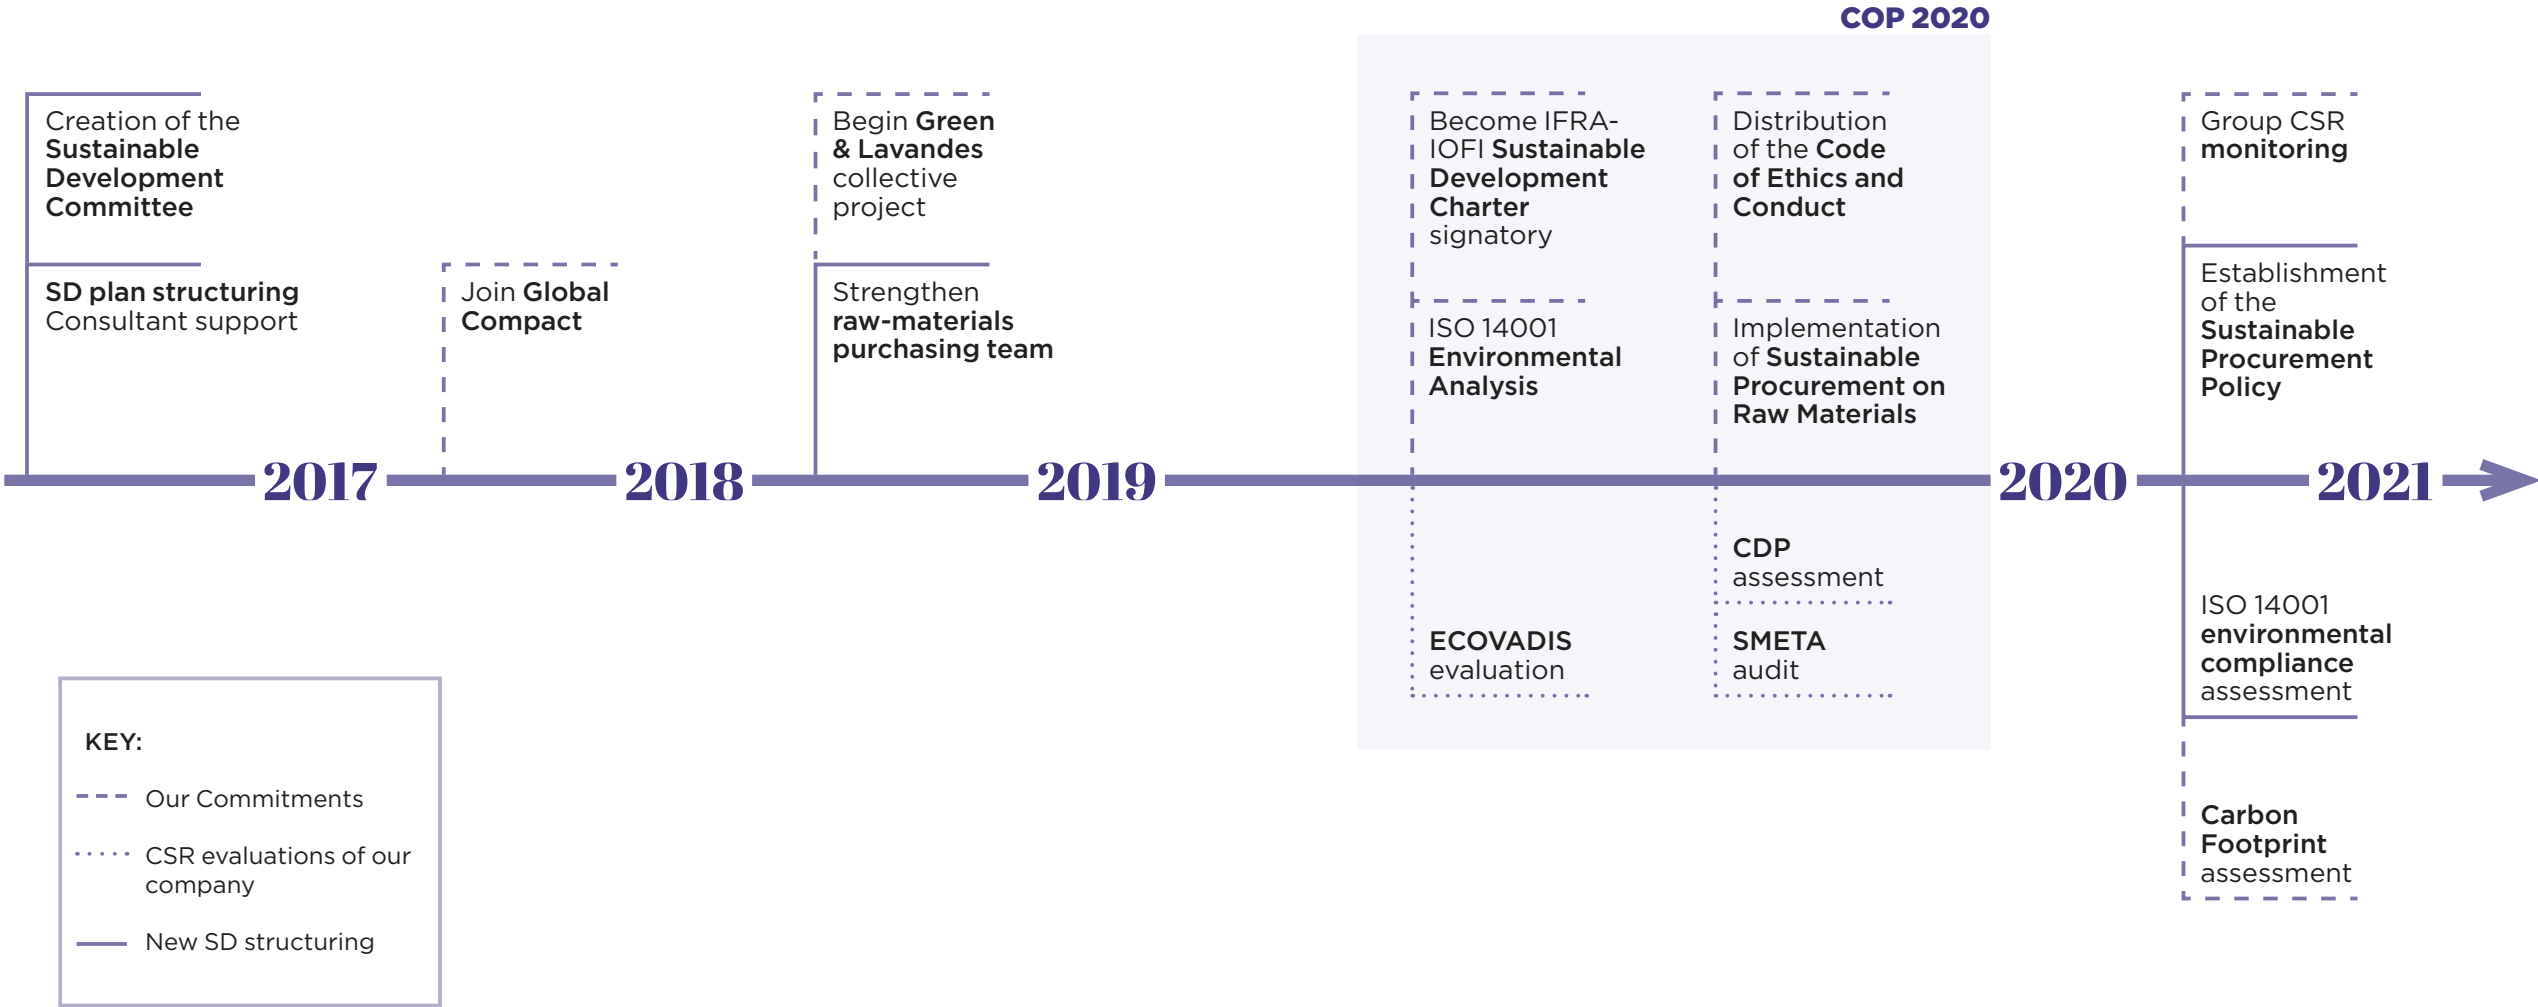 COP 2020
Creation of the
Sustainable
Development
Committee
SD plan structuring
Consultant support
Join Global
Compact
Begin Green
& Lavandes
collective
project
Strengthen
raw-materials
purchasing team
Become IFRA-
IOFI Sustainable
Development
Charter
signatory
ISO 14001
Environmental
Analysis
Distribution
of the Code
of Ethics and
Conduct
Implementation
of Sustainable
Procurement on
Raw Materials
Group CSR
monitoring
Establishment
of the
Sustainable
Procurement
Policy
2017
2018
2019
2020
2021
ECOVADIS
evaluation
CDP
assessment
SMETA
audit
ISO 14001
environmental
compliance
assessment
Carbon
Footprint
assessment
KEY:
Our Commitments
CSR evaluations of our
company
New SD structuring